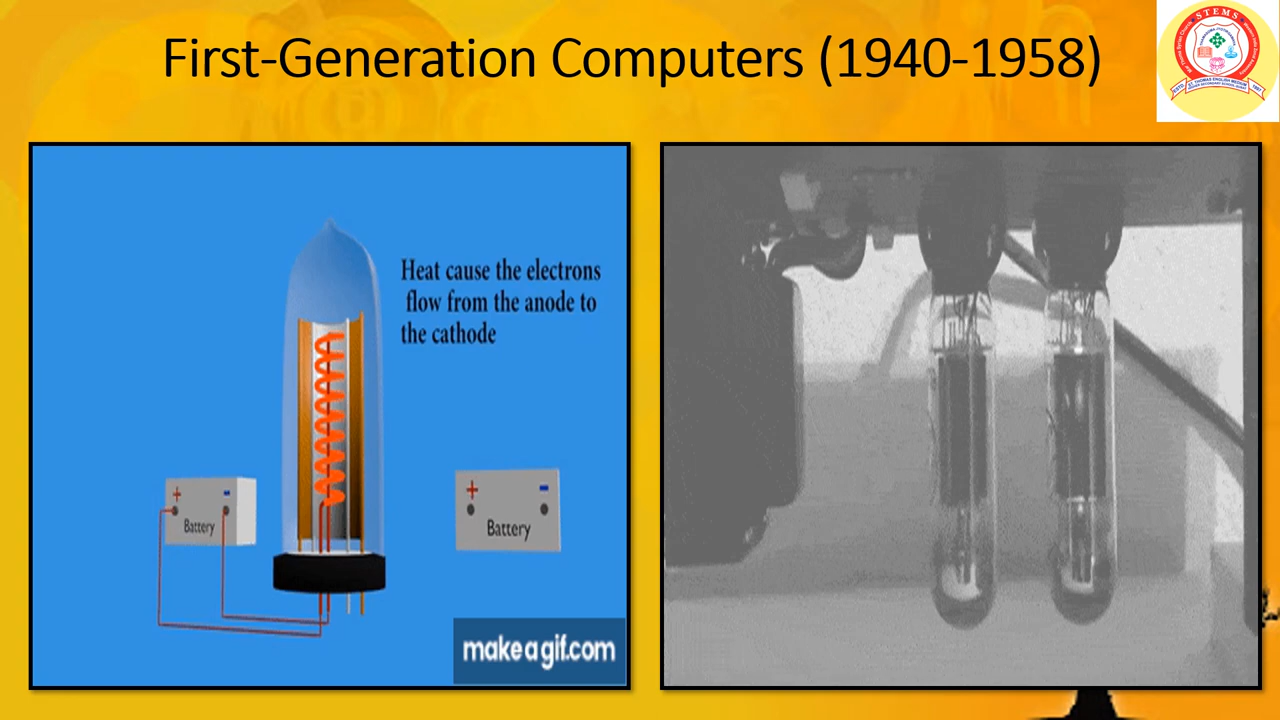 First-Generation Computers (1940-1958)
STEMS
Heat cause the electrons
flow from the anode to
the cathode
+ -
Battery
+ -
Battery
makeagif.com